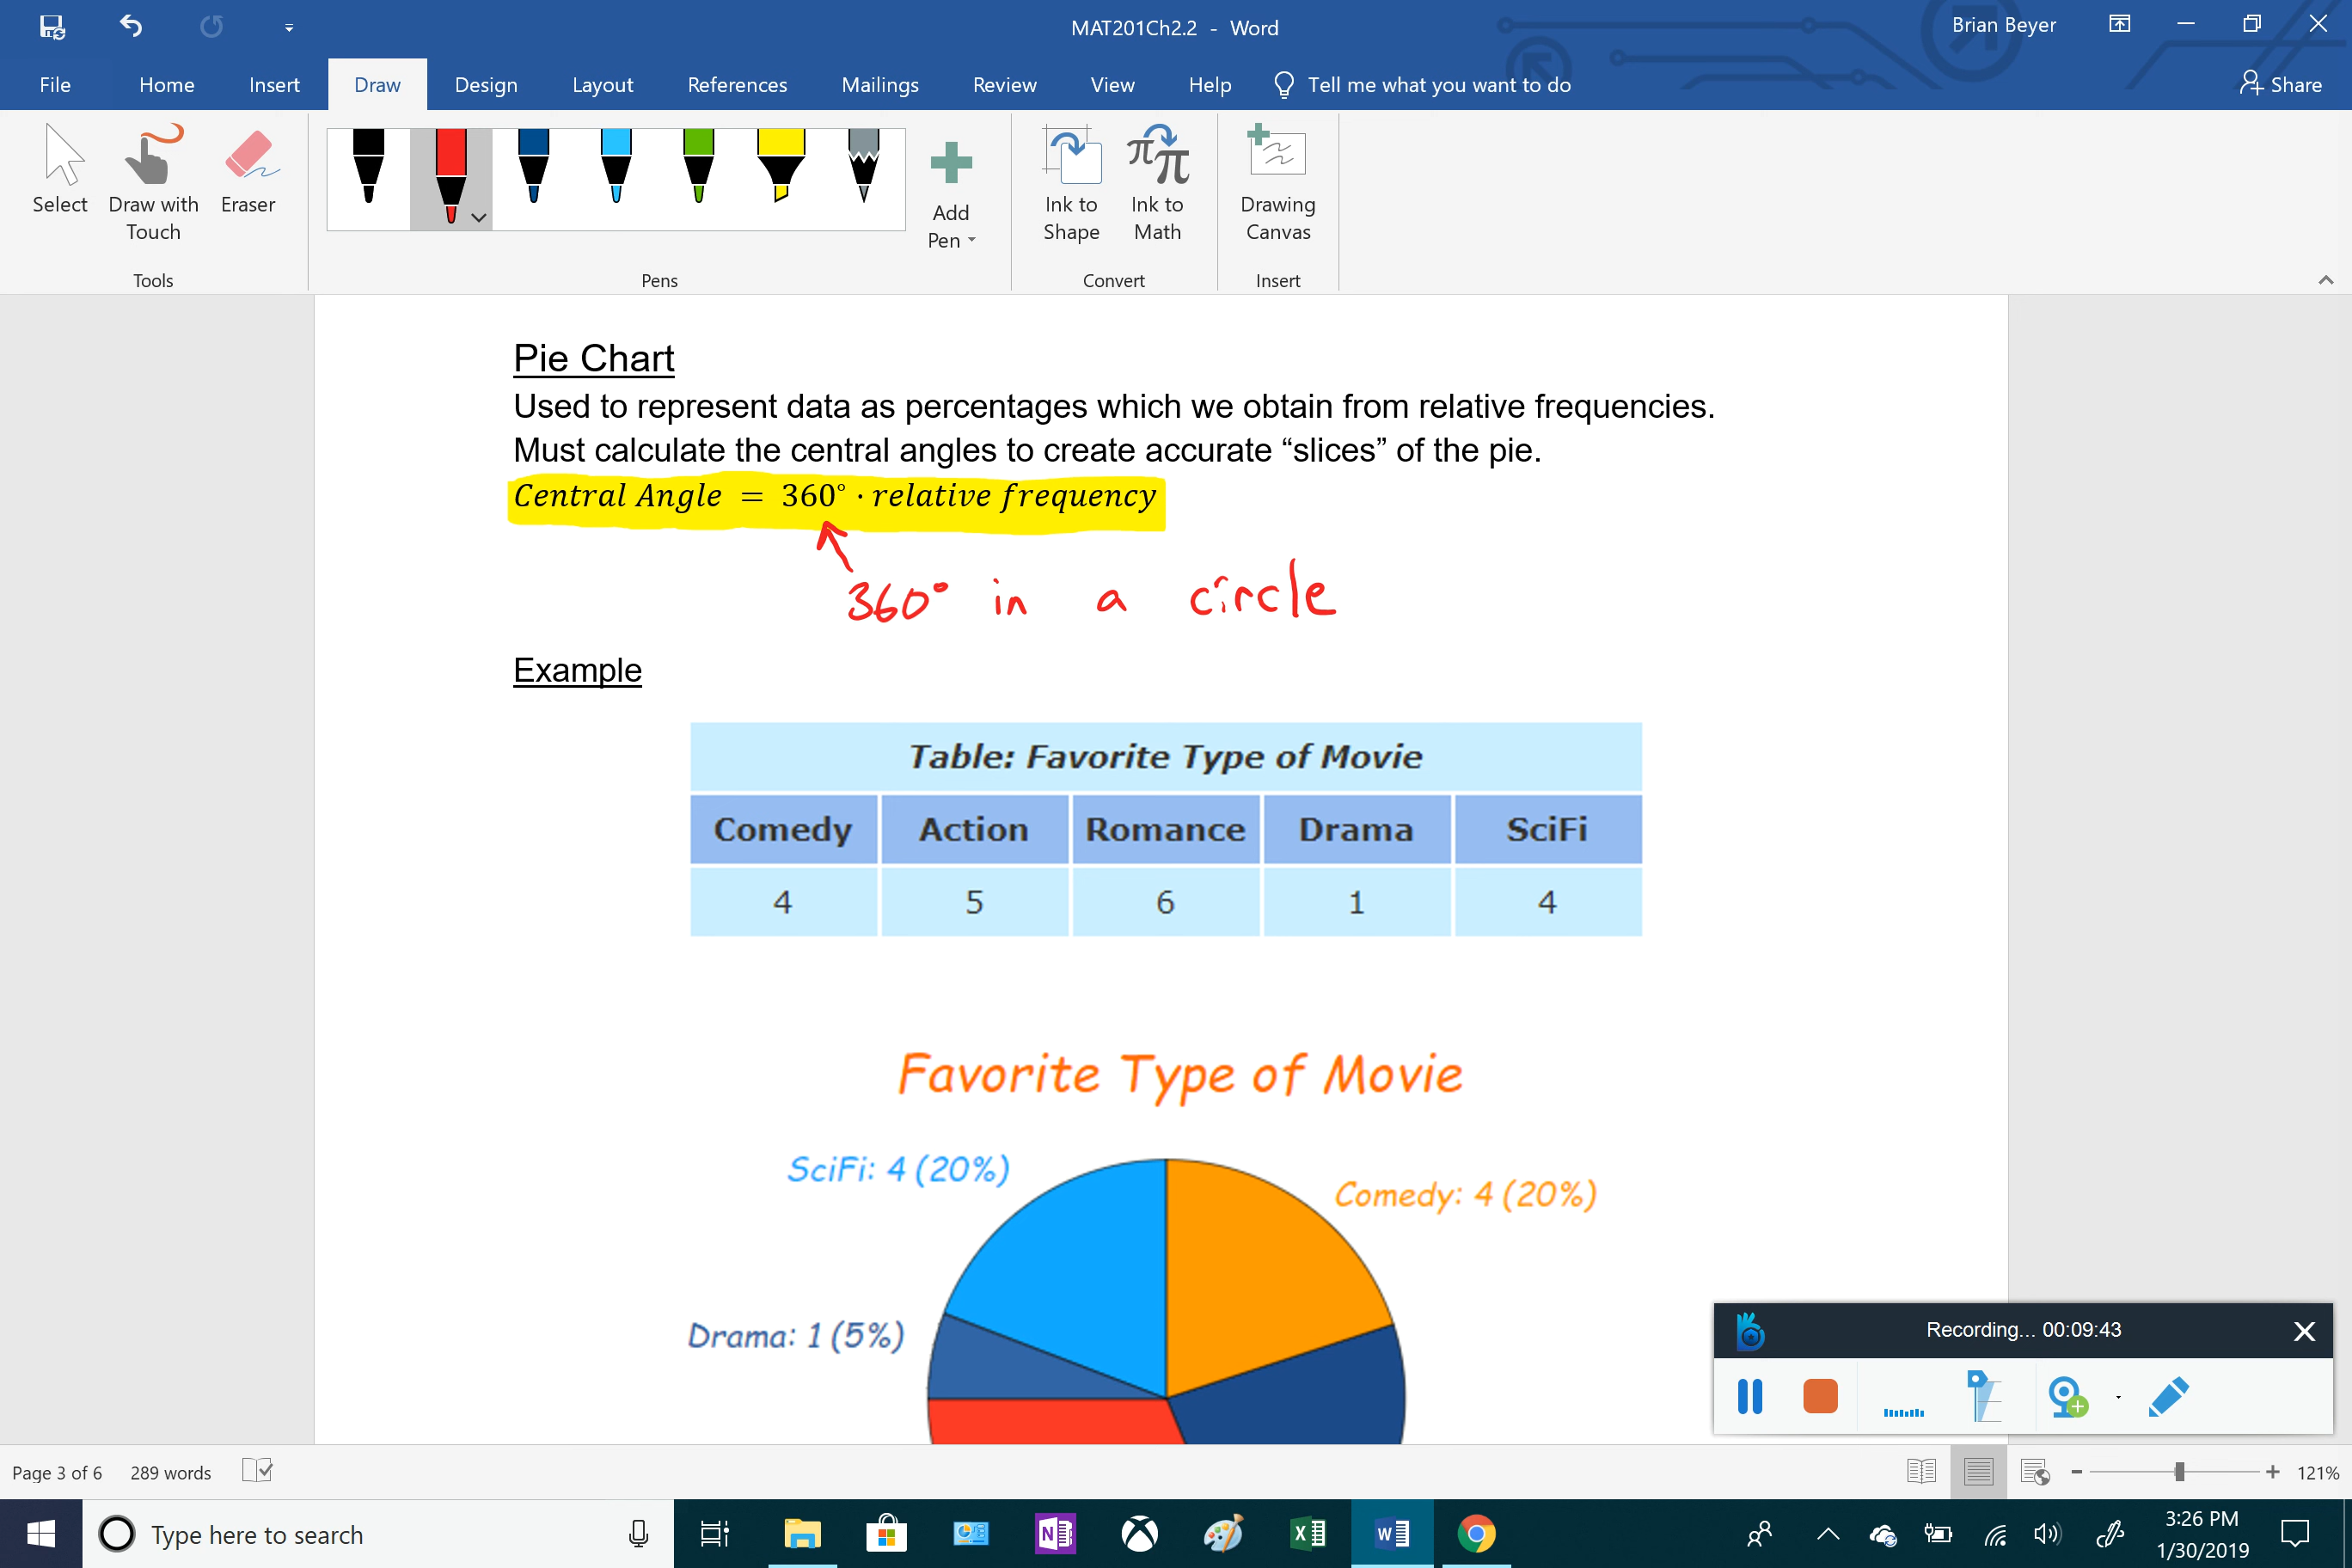 MAT201Ch2.2 - Word
Brian Beyer
File Home Insert Draw Design Layout References Mailings Review View Help Tell me what you want to do Share
Select
Draw with Touch
Eraser
Add Pen
Ink to Shape
Ink to Math
Drawing Canvas
Tools Pens Convert Insert
Pie Chart
Used to represent data as percentages which we obtain from relative frequencies.
Must calculate the central angles to create accurate “slices” of the pie.
Central Angle = 360° · relative frequency
360° in a circle
Example
Table: Favorite Type of Movie
Comedy Action Romance Drama SciFi
4 5 6 1 4
Favorite Type of Movie
SciFi: 4 (20%)
Comedy: 4 (20%)
Drama: 1 (5%)
Recording... 00:09:43
Page 3 of 6 289 words
121%
Type here to search
3:26 PM
1/30/2019